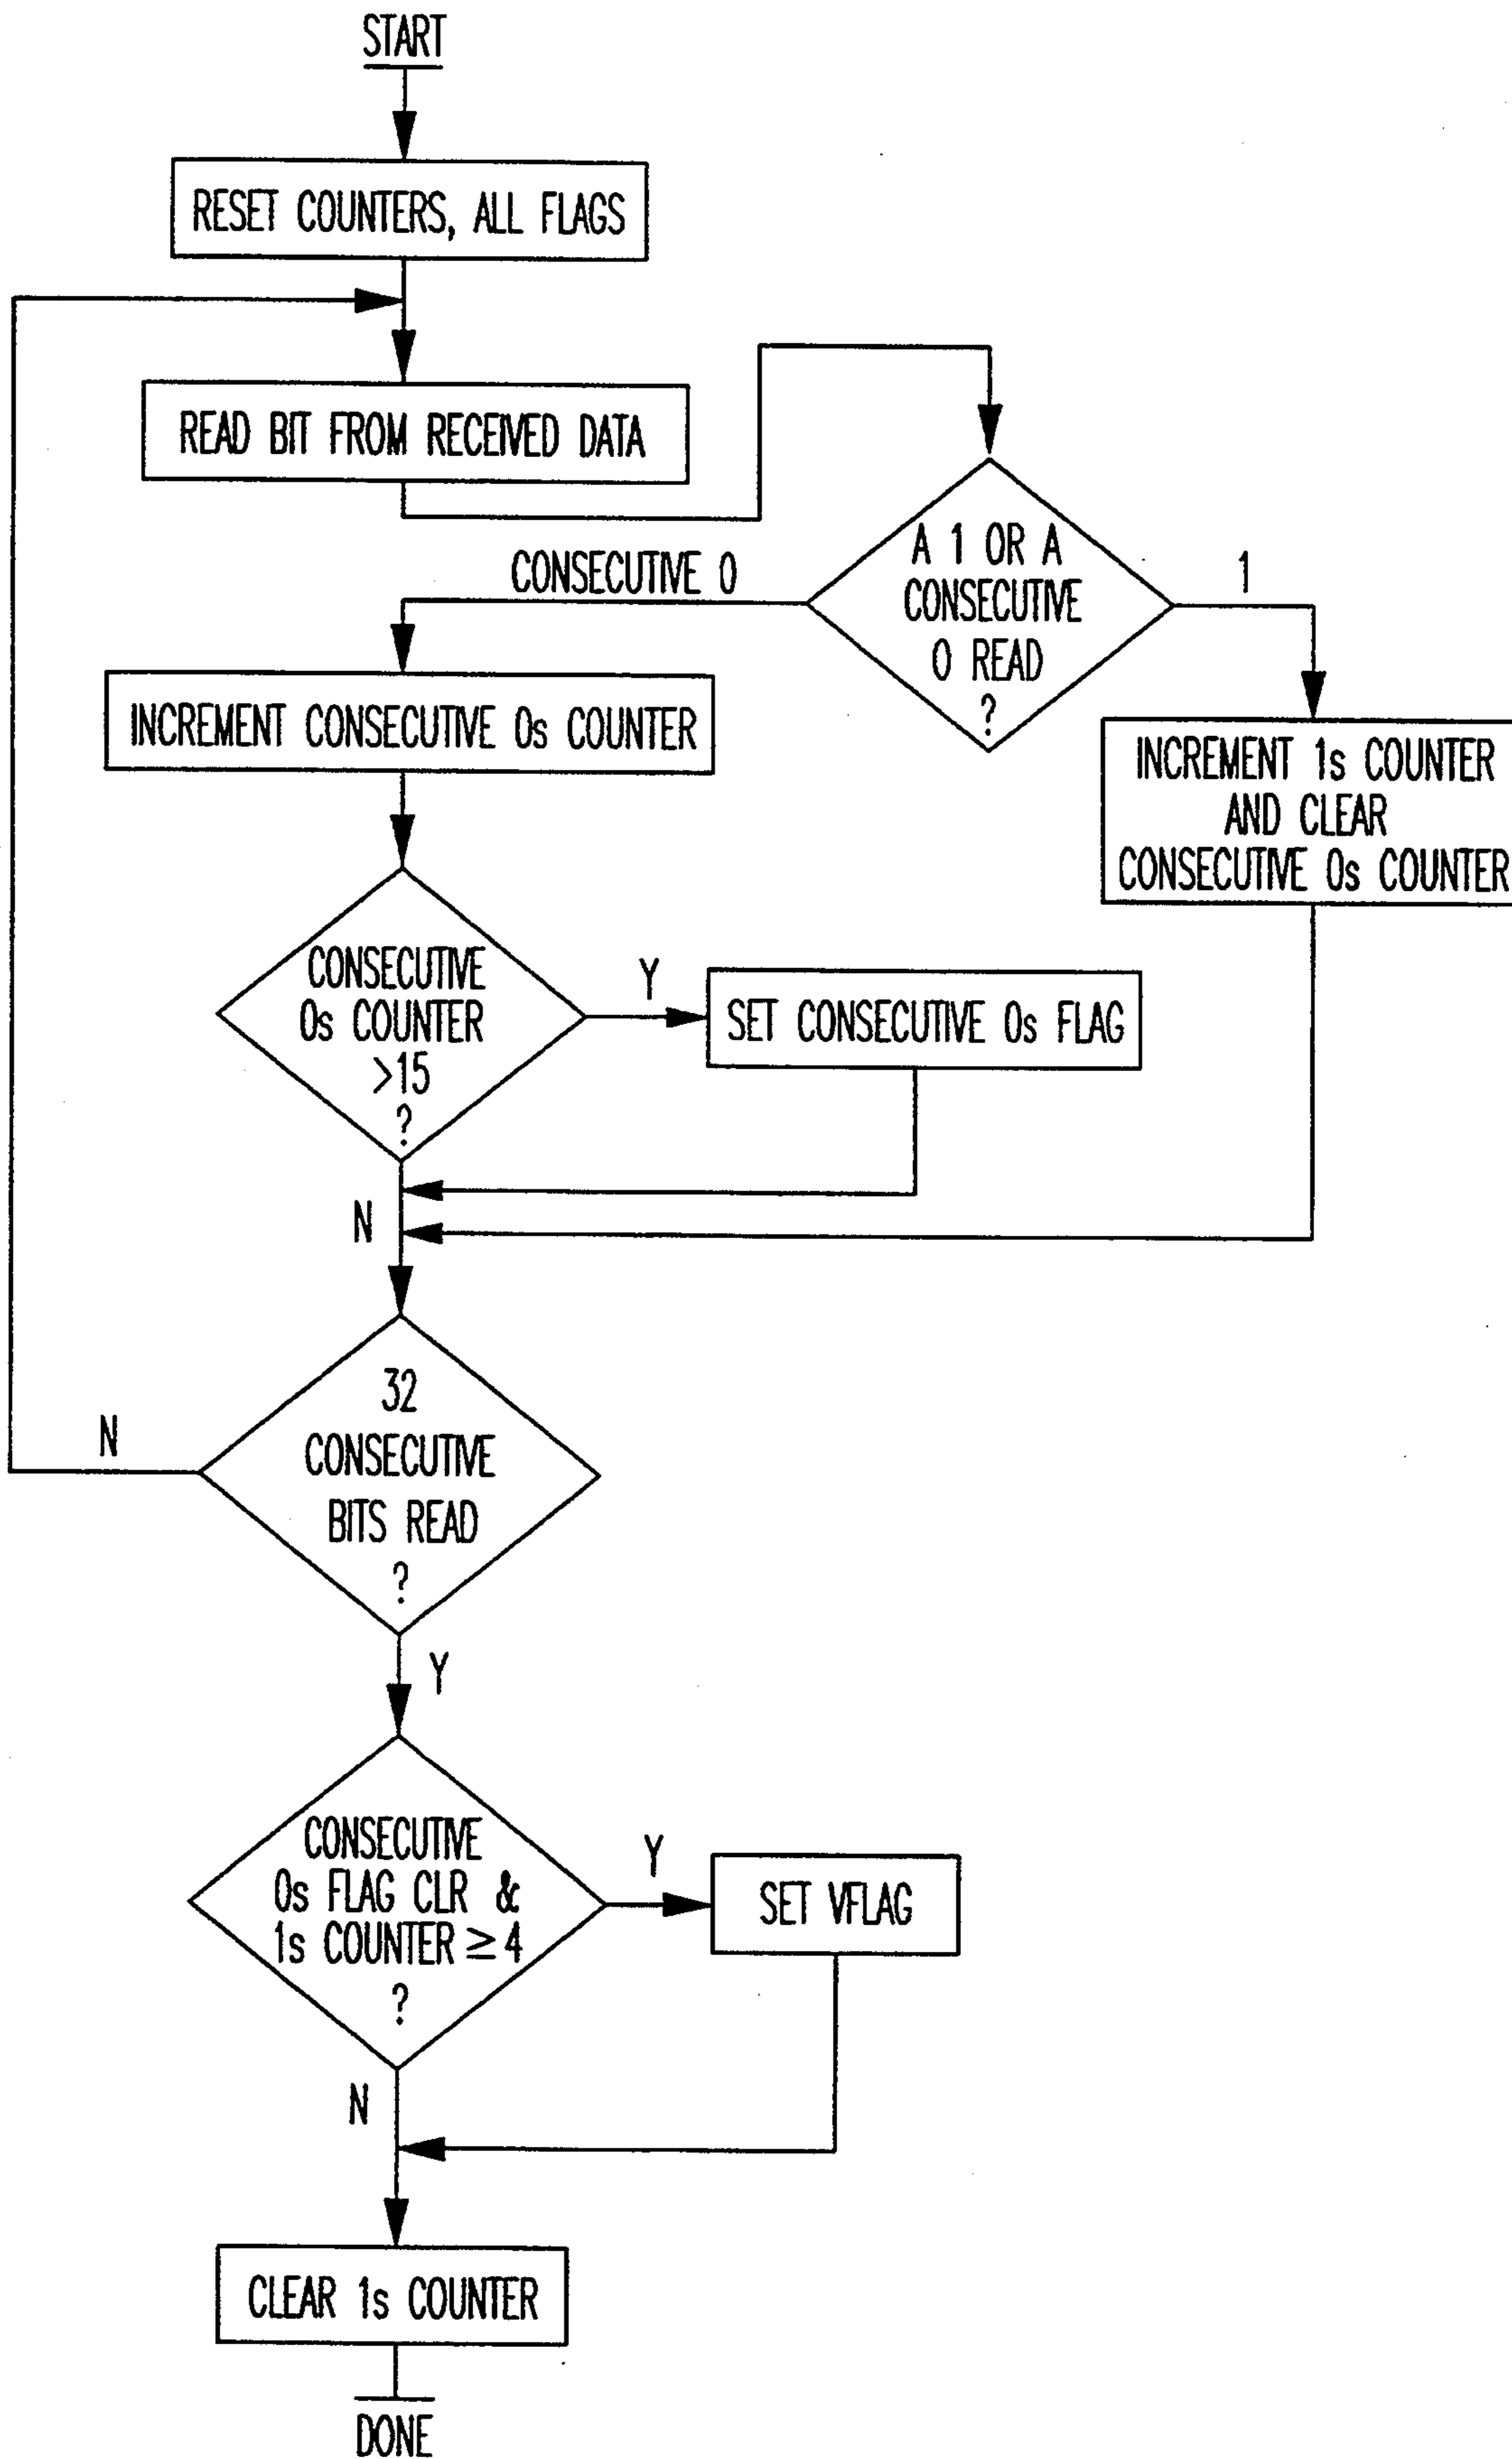 START
RESET COUNTERS, ALL FLAGS
READ BIT FROM RECEIVED DATA
A 1 OR A
CONSECUTIVE
0 READ
?
CONSECUTIVE 0
1
INCREMENT CONSECUTIVE 0s COUNTER
INCREMENT 1s COUNTER
AND CLEAR
CONSECUTIVE 0s COUNTER
CONSECUTIVE
0s COUNTER
>15
?
Y
SET CONSECUTIVE 0s FLAG
N
32
CONSECUTIVE
BITS READ
?
N
Y
CONSECUTIVE
0s FLAG CLR &
1s COUNTER ≥ 4
?
Y
SET VFLAG
N
CLEAR 1s COUNTER
DONE